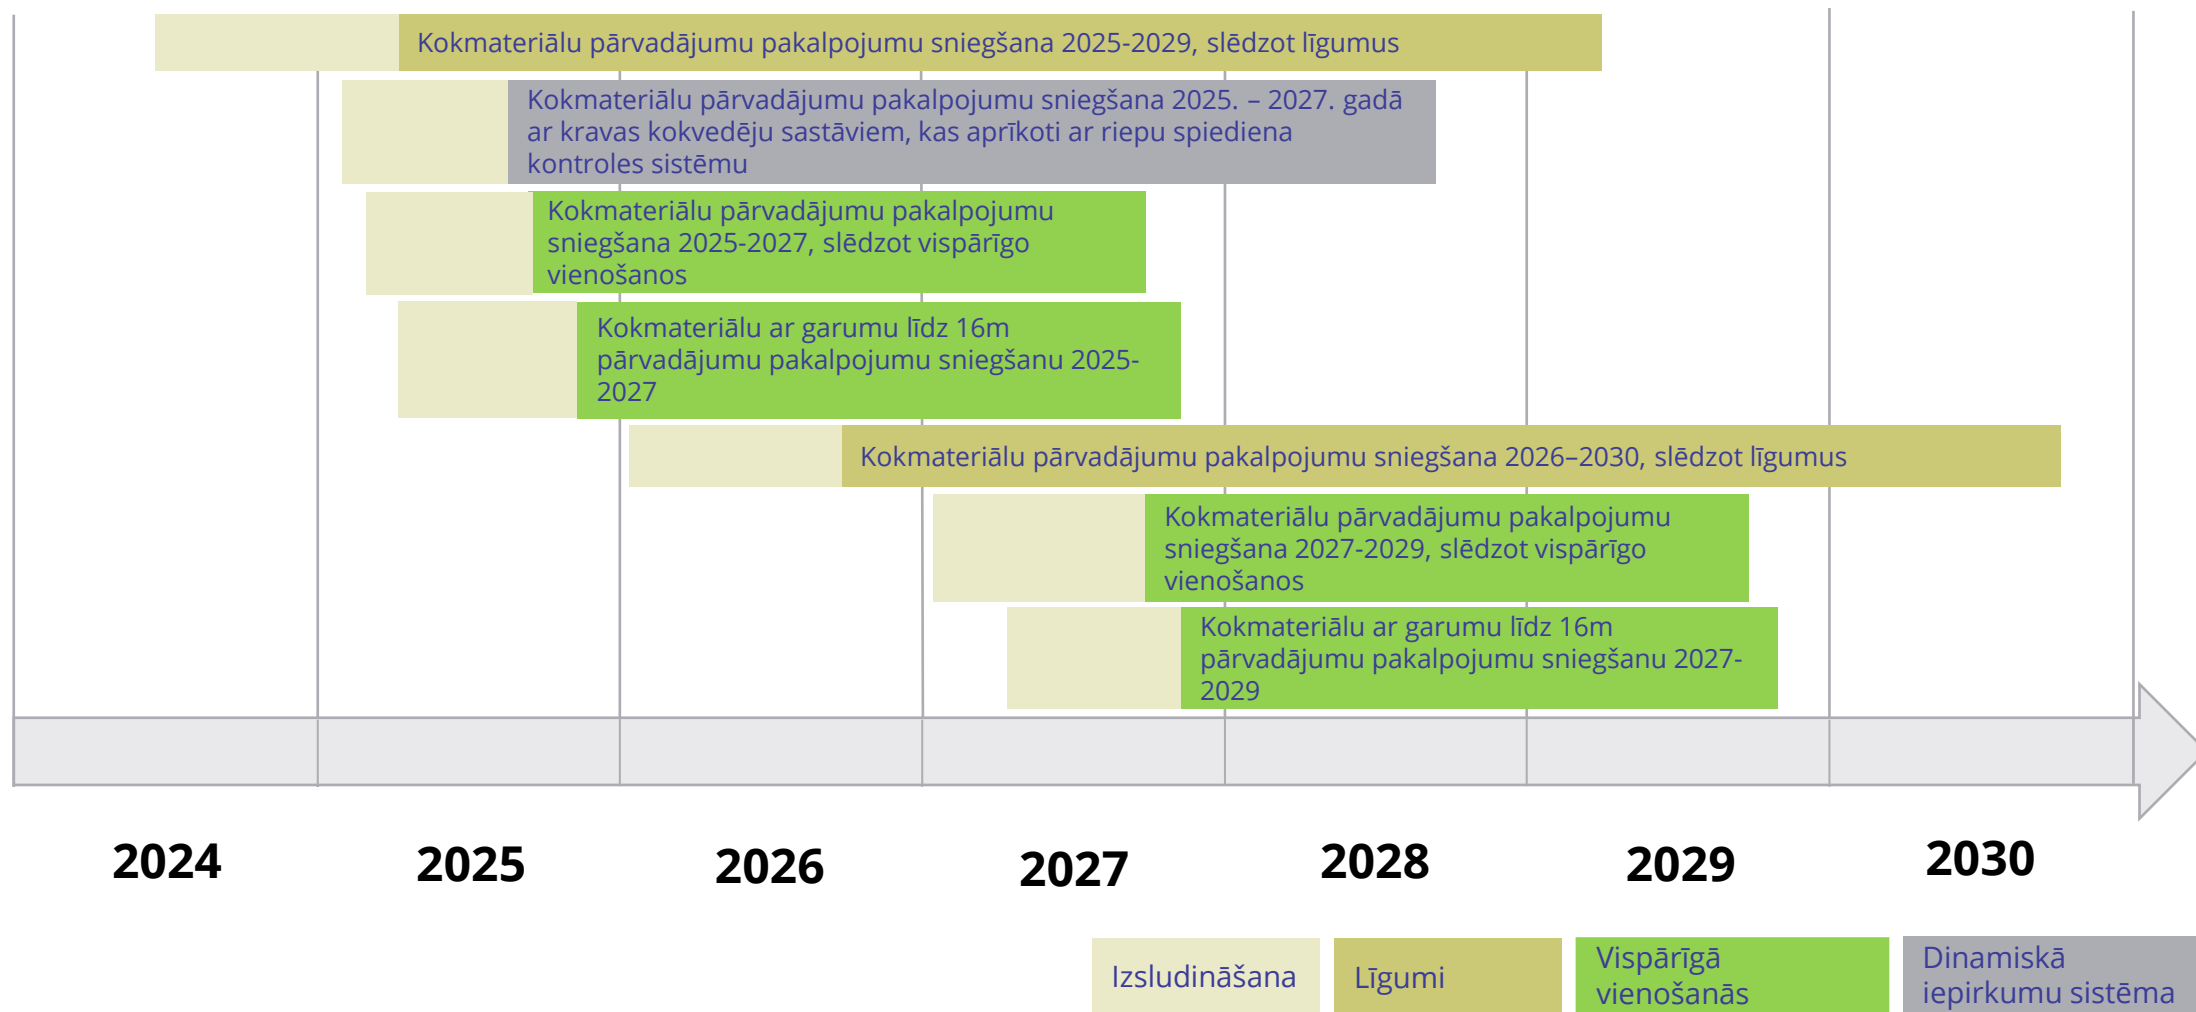 Kokmateriālu pārvadājumu pakalpojumu sniegšana 2025-2029, slēdzot līgumus
Kokmateriālu pārvadājumu pakalpojumu sniegšana 2025. – 2027. gadā
ar kravas kokvedēju sastāviem, kas aprīkoti ar riepu spiediena
kontroles sistēmu
Kokmateriālu pārvadājumu pakalpojumu
sniegšana 2025-2027, slēdzot vispārīgo
vienošanos
Kokmateriālu ar garumu līdz 16m
pārvadājumu pakalpojumu sniegšanu 2025-
2027
Kokmateriālu pārvadājumu pakalpojumu sniegšana 2026–2030, slēdzot līgumus
Kokmateriālu pārvadājumu pakalpojumu
sniegšana 2027-2029, slēdzot vispārīgo
vienošanos
Kokmateriālu ar garumu līdz 16m
pārvadājumu pakalpojumu sniegšanu 2027-
2029
2024
2025
2026
2027
2028
2029
2030
Izsludināšana
Līgumi
Vispārīgā
vienošanās
Dinamiskā
iepirkumu sistēma